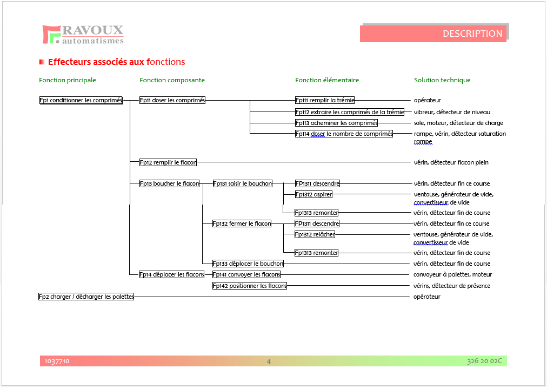 RAVOUX
automatismes
DESCRIPTION
Effecteurs associés aux fonctions
Fonction principale Fonction composante Fonction élémentaire Solution technique
Fp1 conditionner les comprimés Fp11 doser les comprimés Fp111 remplir la trémie opérateur
Fp112 extraire les comprimés de la trémie vibreur, détecteur de niveau
Fp113 acheminer les comprimés sole, moteur, détecteur de charge
Fp114 doser le nombre de comprimés rampe, vérin, détecteur saturation
rampe
Fp12 remplir le flacon vérin, détecteur flacon plein
Fp13 boucher le flacon Fp131 saisir le bouchon FP1311 descendre vérin, détecteur fin ce course
Fp1312 aspirer ventouse, générateur de vide,
convertisseur de vide
Fp1313 remonter vérin, détecteur fin de course
Fp132 fermer le flacon FP1311 descendre vérin, détecteur fin ce course
Fp1312 relâcher ventouse, générateur de vide,
convertisseur de vide
Fp1313 remonter vérin, détecteur fin de course
Fp133 déplacer le bouchon vérin, détecteur fin de course
Fp14 déplacer les flacons Fp141 convoyer les flacons convoyeur à palettes, moteur
Fp142 positionner les flacons vérins, détecteur de présence
Fp2 charger / décharger les palettes opérateur
1037710 4 326 20 02C